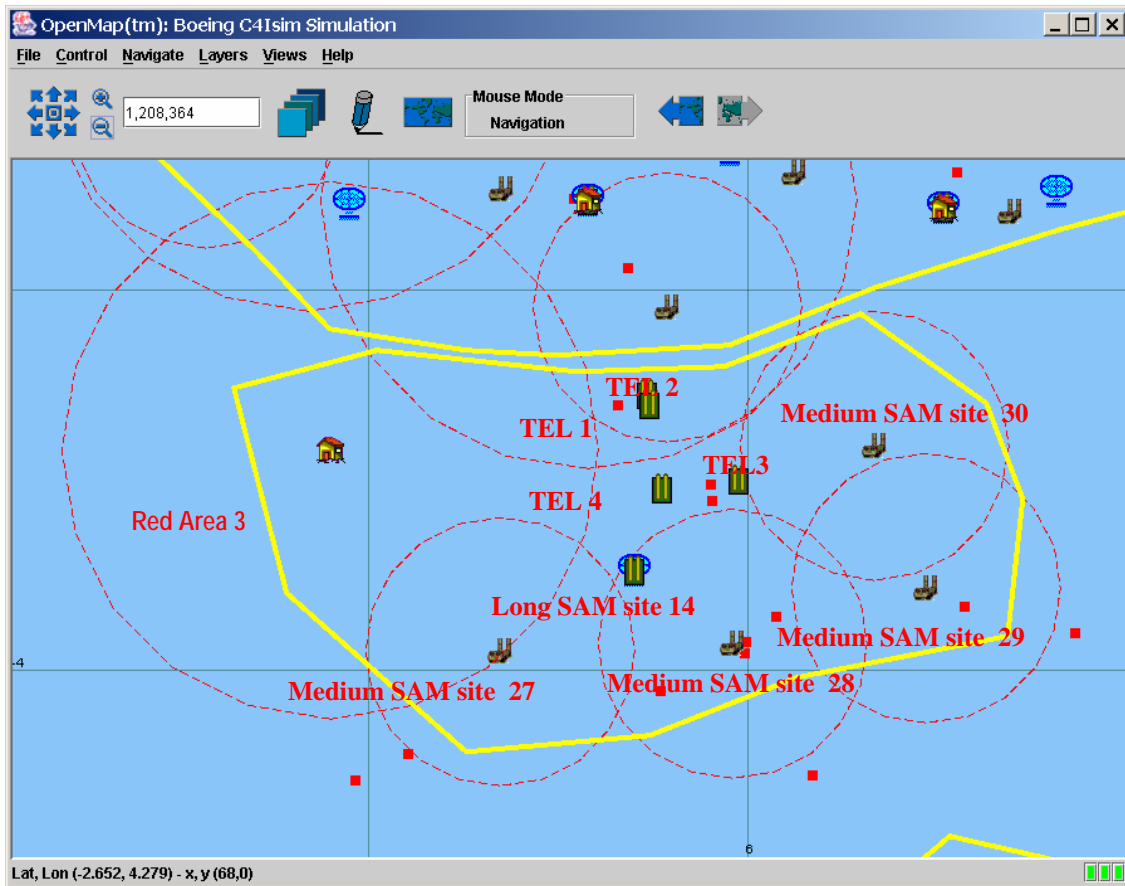 OpenMap(tm): Boeing C4Isim Simulation
File Control Navigate Layers Views Help
1,208,364
Mouse Mode
Navigation
TEL 2
TEL 1
Medium SAM site 30
TEL3
TEL 4
Red Area 3
Long SAM site 14
Medium SAM site 29
-4
Medium SAM site 27
Medium SAM site 28
6
Lat, Lon (-2.652, 4.279) - x, y (68,0)